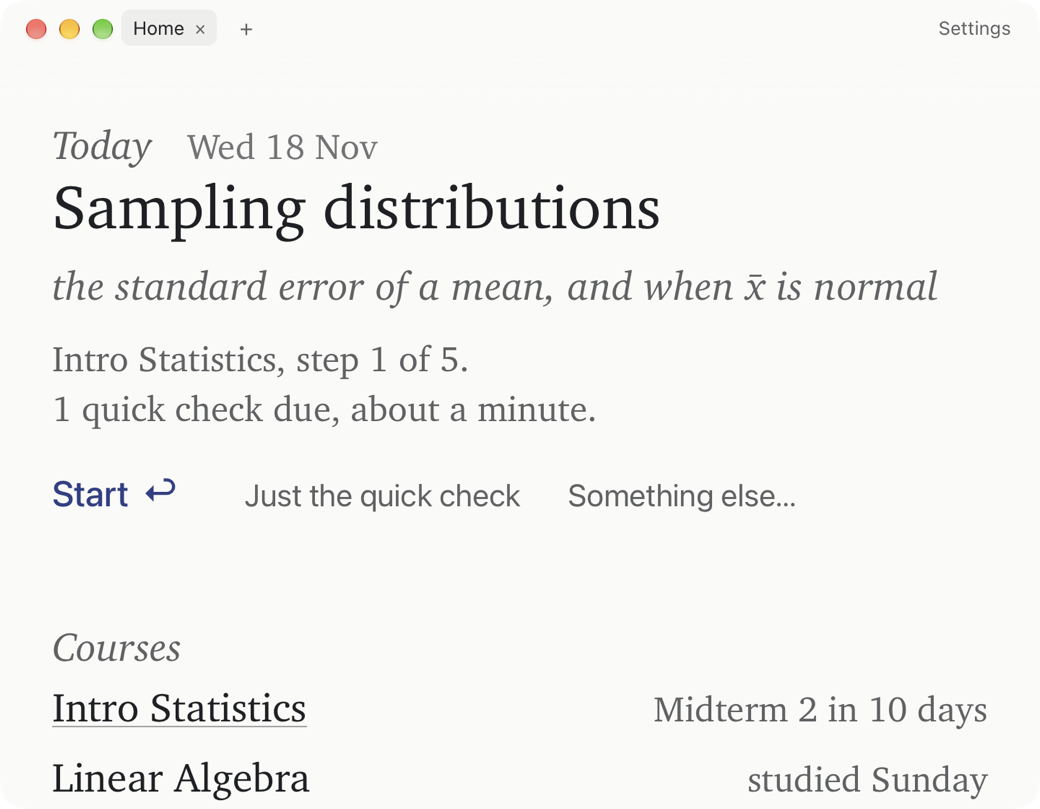 Home × + Settings
Today Wed 18 Nov
Sampling distributions
the standard error of a mean, and when x̄ is normal
Intro Statistics, step 1 of 5.
1 quick check due, about a minute.
Start ↩ Just the quick check Something else...
Courses
Intro Statistics Midterm 2 in 10 days
Linear Algebra studied Sunday